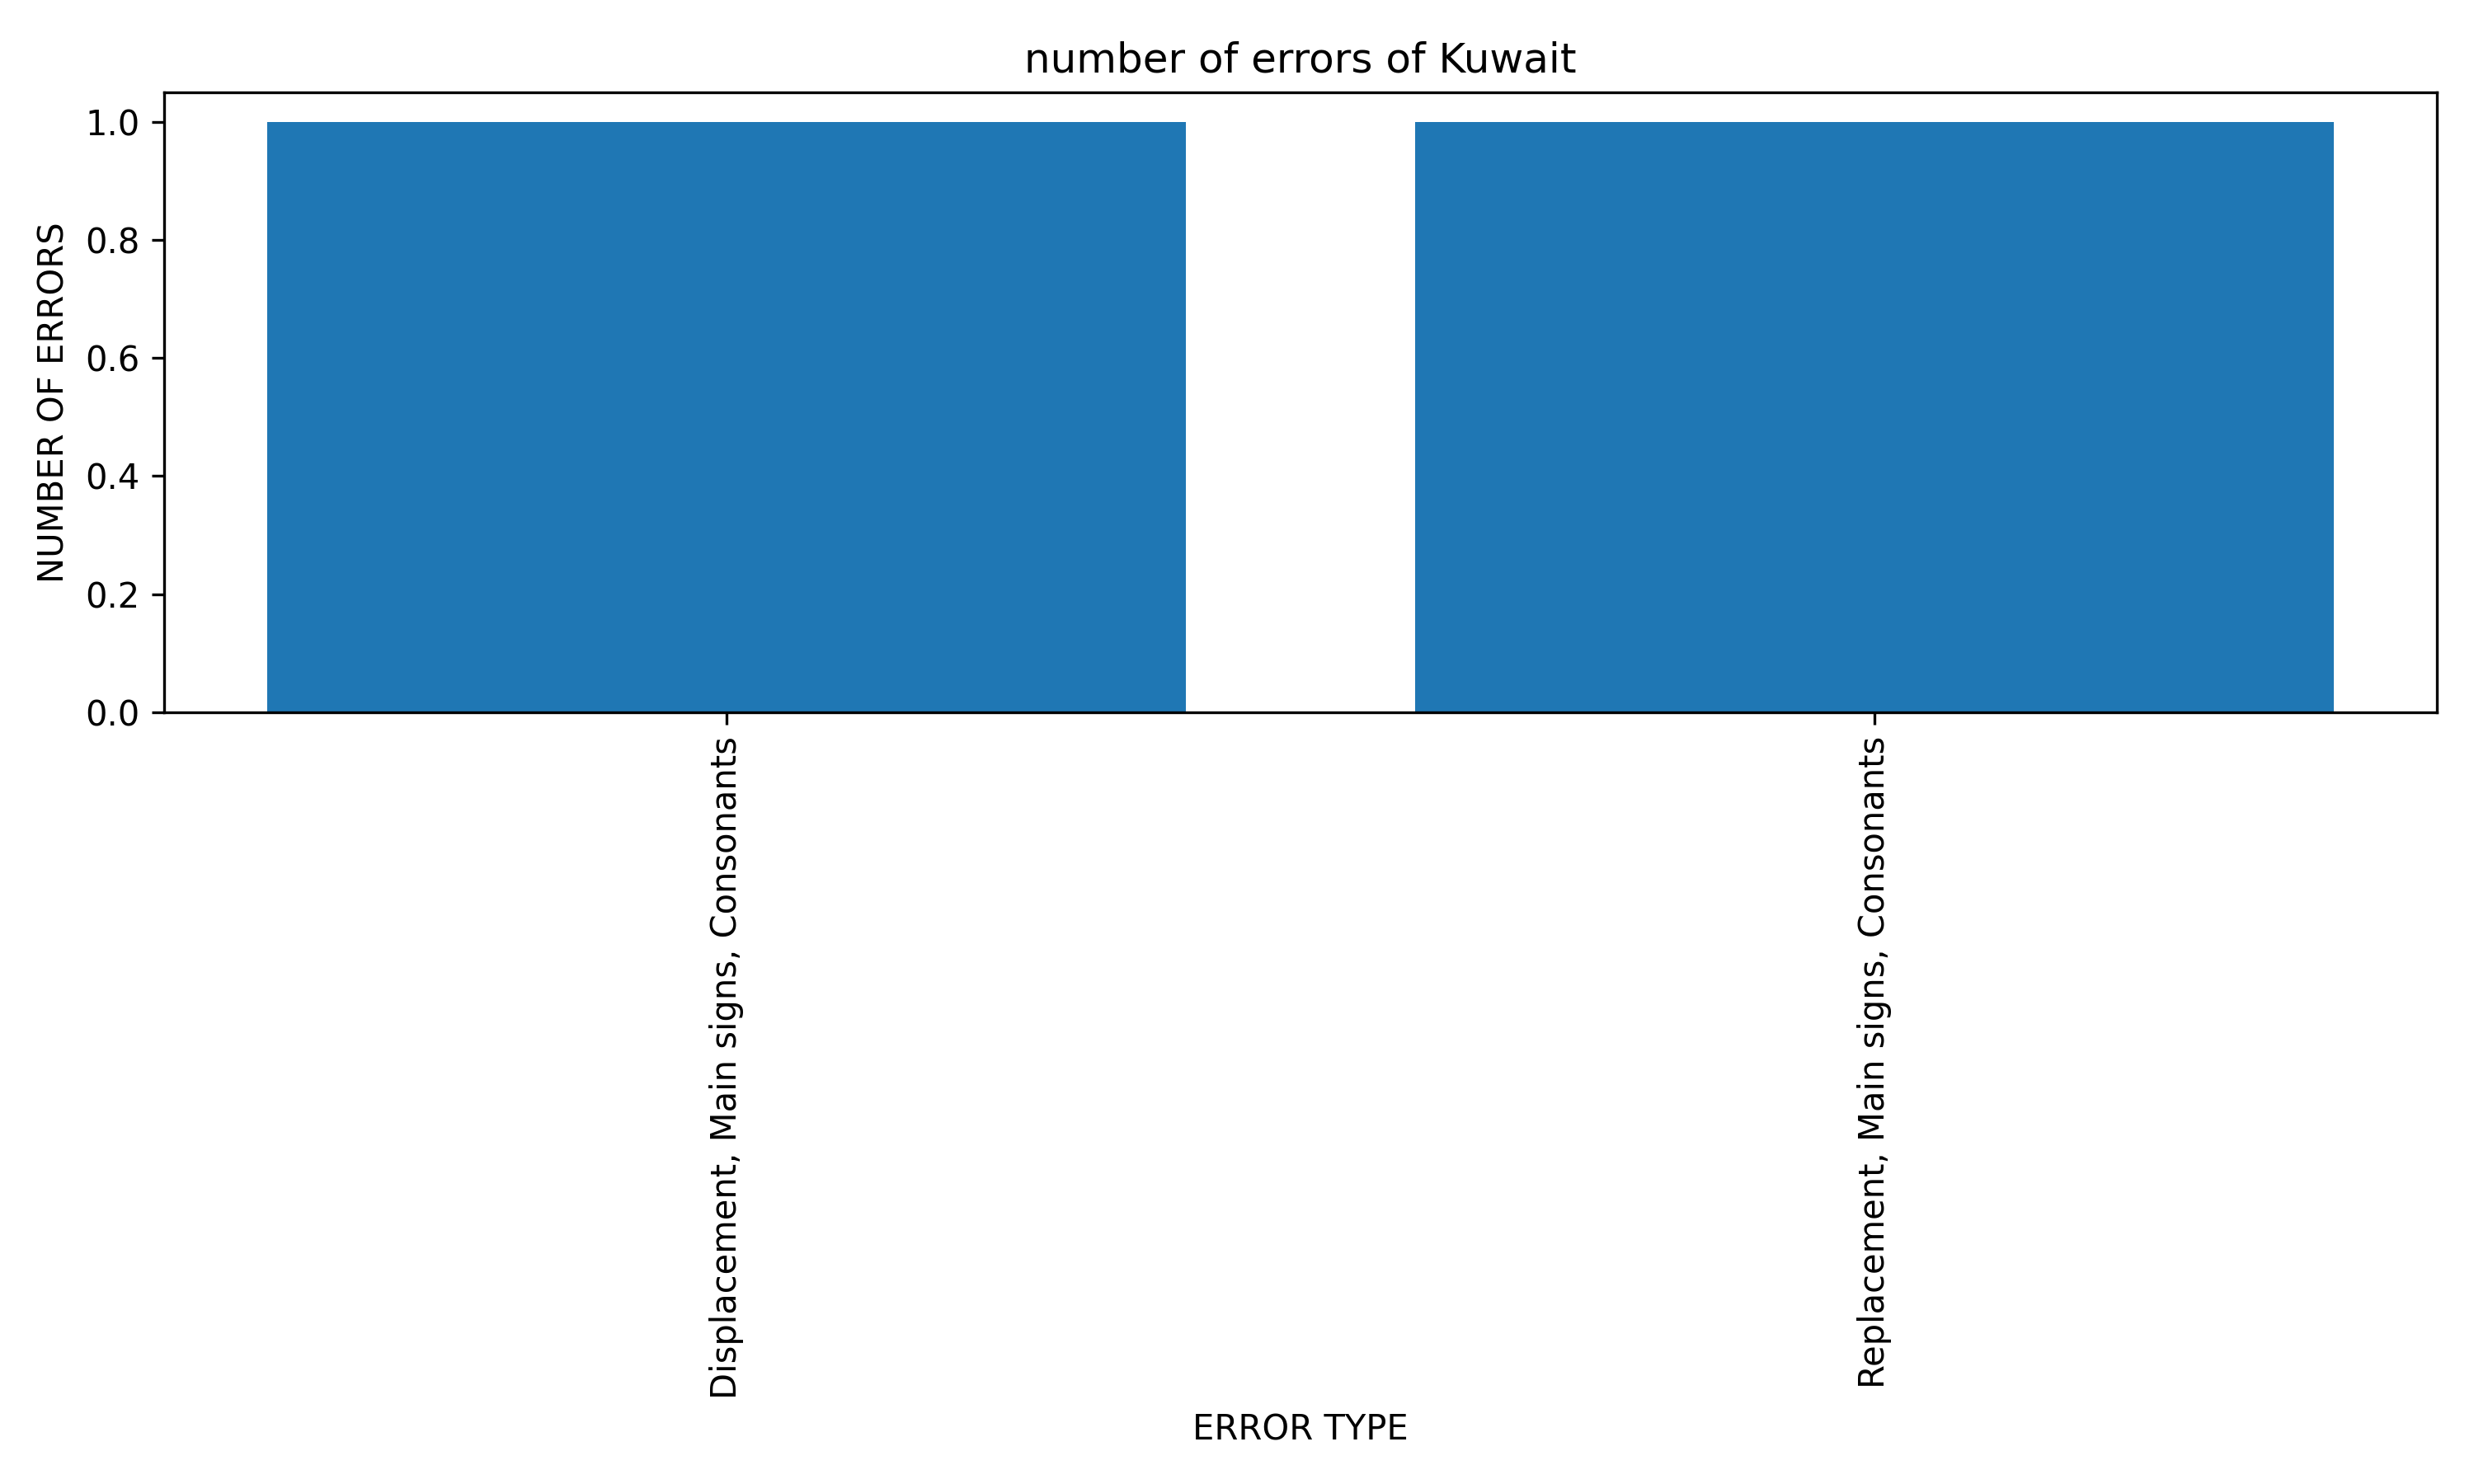 number of errors of Kuwait
NUMBER OF ERRORS
1.0
0.8
0.6
0.4
0.2
0.0
Displacement, Main signs, Consonants
Replacement, Main signs, Consonants
ERROR TYPE